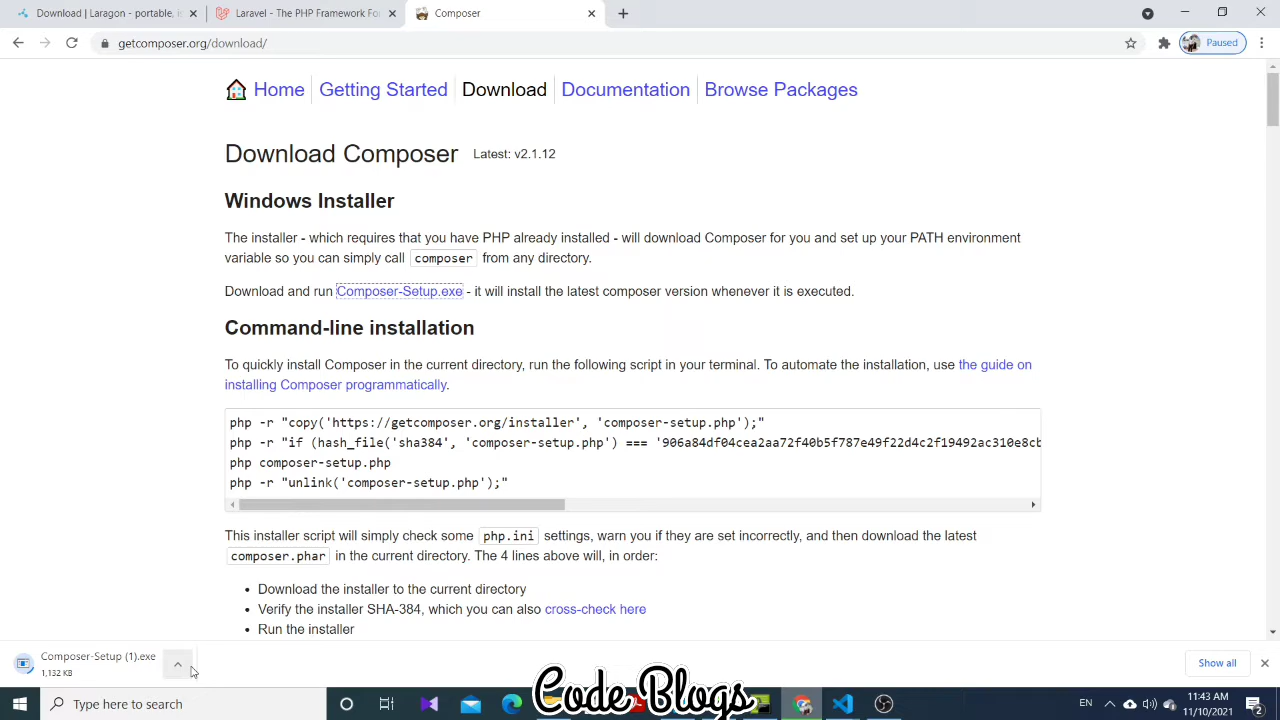 Download | Laragon - portable, is
Laravel - The PHP Framework Fo
Composer
getcomposer.org/download/
Paused
Home
Getting Started
Download
Documentation
Browse Packages
Download Composer
Latest: v2.1.12
Windows Installer
The installer - which requires that you have PHP already installed - will download Composer for you and set up your PATH environment
variable so you can simply call composer from any directory.
Download and run Composer-Setup.exe - it will install the latest composer version whenever it is executed.
Command-line installation
To quickly install Composer in the current directory, run the following script in your terminal. To automate the installation, use the guide on
installing Composer programmatically.
php -r "copy('https://getcomposer.org/installer', 'composer-setup.php');"
php -r "if (hash_file('sha384', 'composer-setup.php') === '906a84df04cea2aa72f40b5f787e49f22d4c2f19492ac310e8cb
php composer-setup.php
php -r "unlink('composer-setup.php');"
This installer script will simply check some php.ini settings, warn you if they are set incorrectly, and then download the latest
composer.phar in the current directory. The 4 lines above will, in order:
• Download the installer to the current directory
• Verify the installer SHA-384, which you can also cross-check here
• Run the installer
Composer-Setup (1).exe
1,132 KB
Show all
Code Blogs
Type here to search
EN
11:43 AM
11/10/2021
2